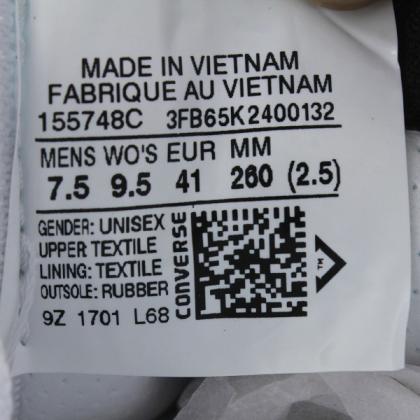 MADE IN VIETNAM
FABRIQUE AU VIETNAM
155748C 3FB65K2400132
MENS WO'S EUR MM
7.5 9.5 41 260 (2.5)
GENDER: UNISEX
UPPER TEXTILE
LINING: TEXTILE
OUTSOLE: RUBBER
9Z 1701 L68
CONVERSE
TM